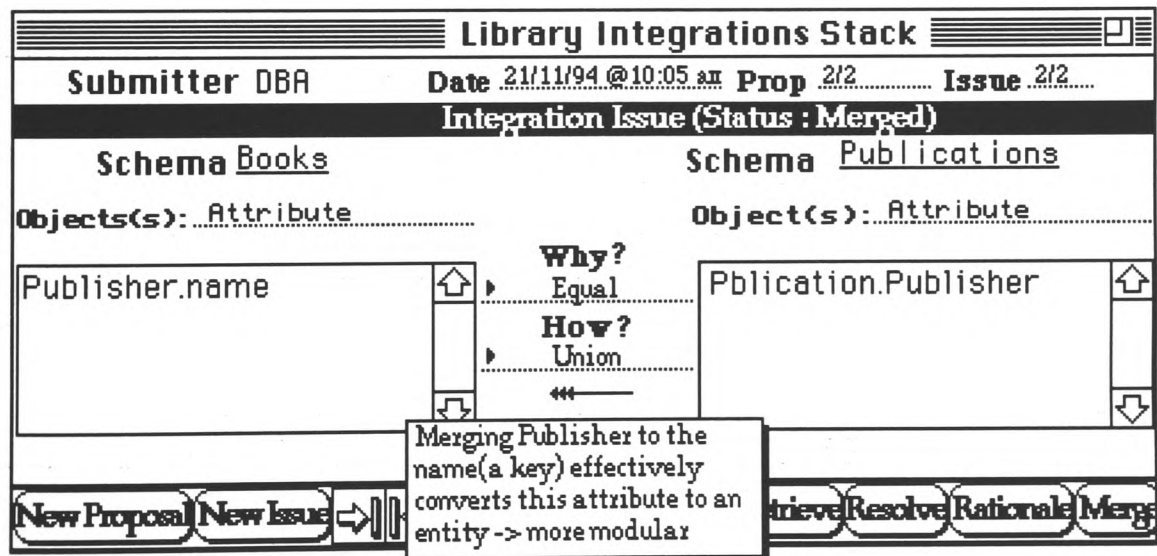 Library Integrations Stack
Submitter DBA Date 21/11/94 @10:05 am Prop 2/2 Issue 2/2
Integration Issue (Status : Merged)
Schema Books Schema Publications
Objects(s): Attribute Object(s): Attribute
Why?
Publisher.name Equal Pblication.Publisher
How?
Union
Merging Publisher to the
name(a key) effectively
converts this attribute to an
entity -> more modular
New Proposal New Issue trieve Resolve Rationale Merge